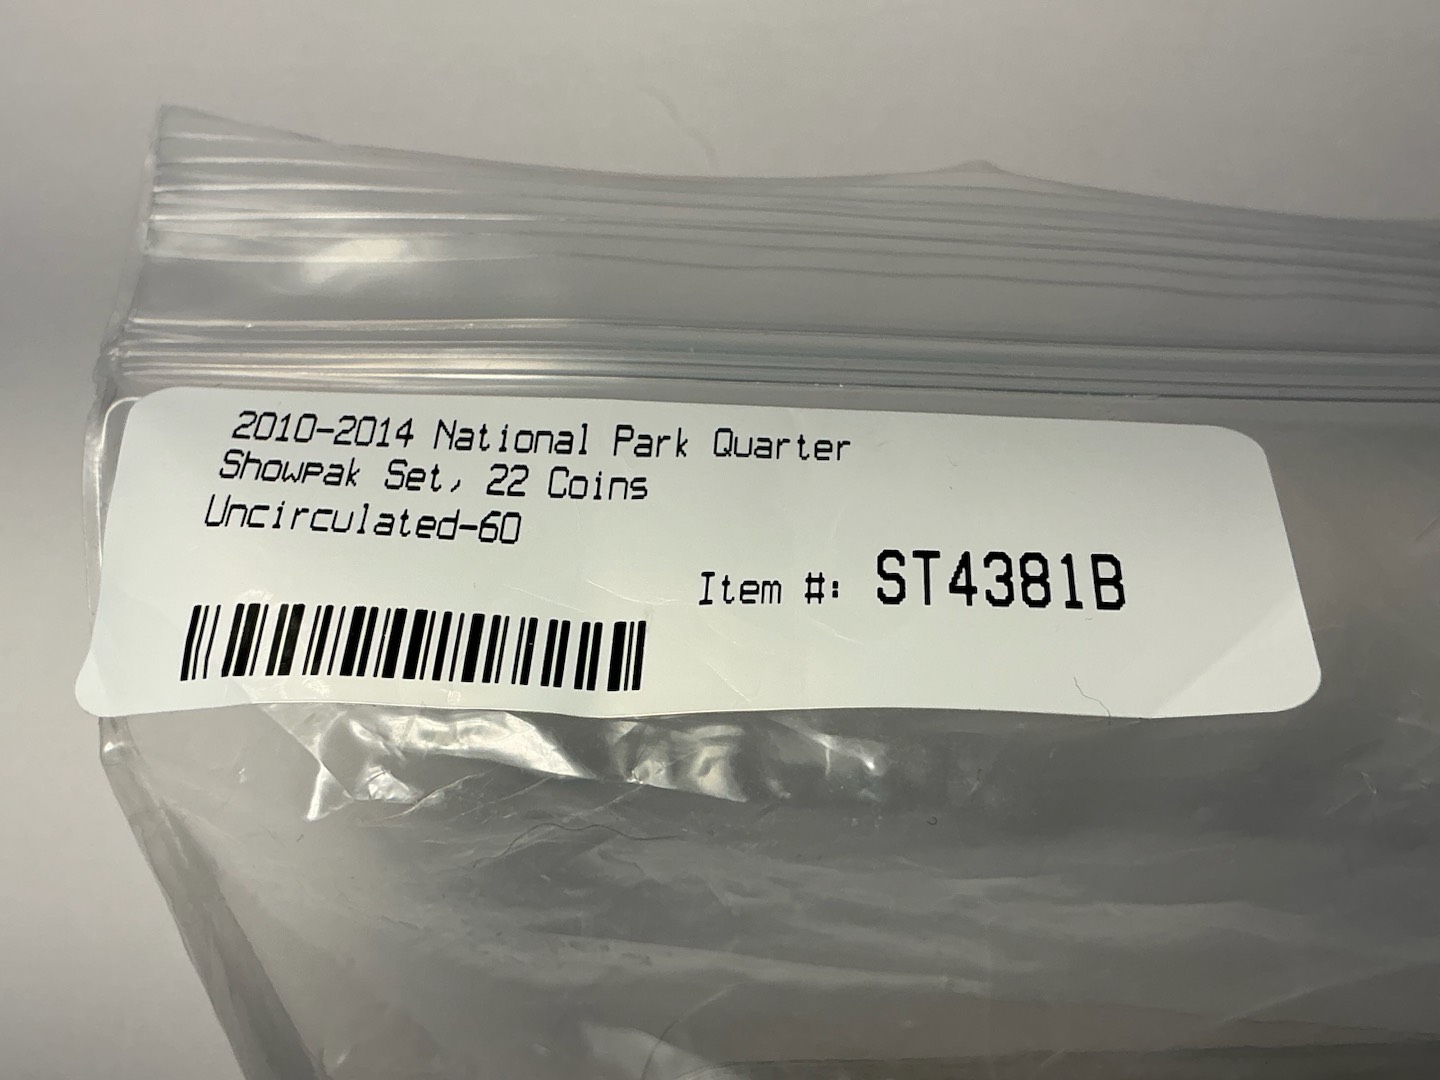 2010-2014 National Park Quarter
Showpak Set, 22 Coins
Uncirculated-60
Item #: ST4381B